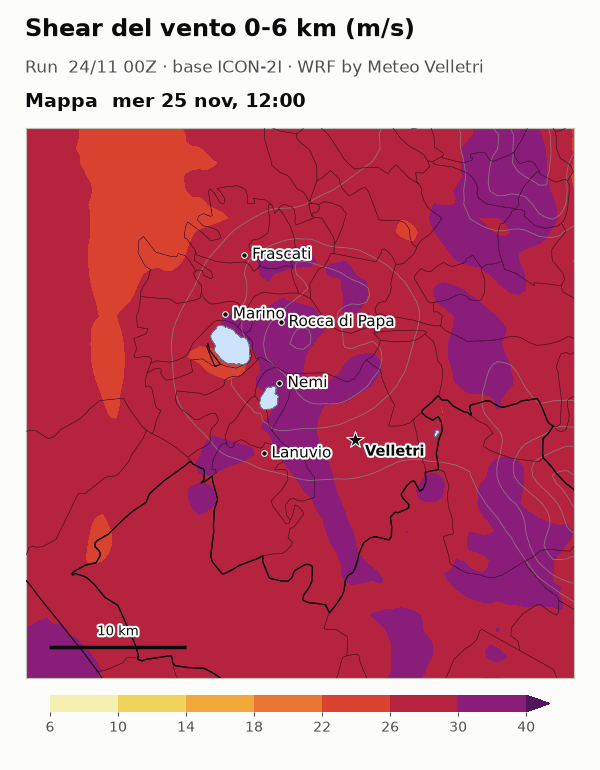 Shear del vento 0-6 km (m/s)
Run  24/11 00Z · base ICON-2I · WRF by Meteo Velletri
Mappa  mer 25 nov, 12:00
Frascati
Marino
Rocca di Papa
Nemi
Velletri
Lanuvio
10 km
6 10 14 18 22 26 30 40